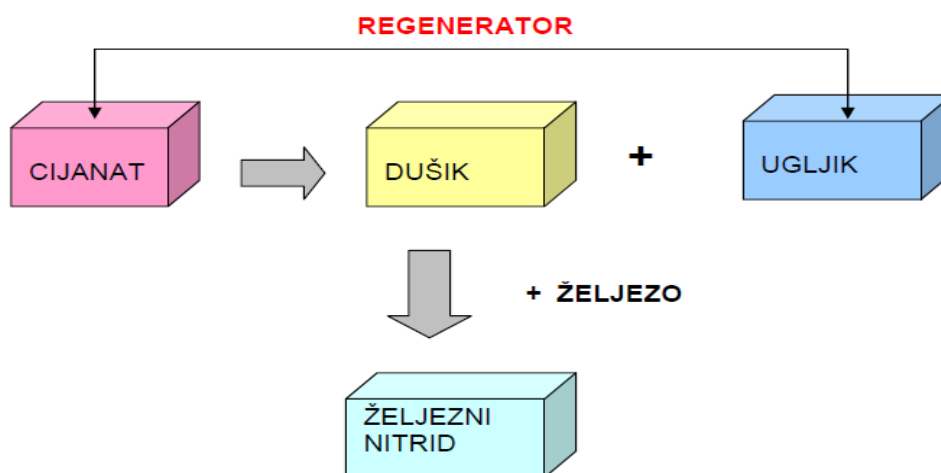 REGENERATOR
CIJANAT
DUŠIK
+
UGLJIK
+ ŽELJEZO
ŽELJEZNI
NITRID